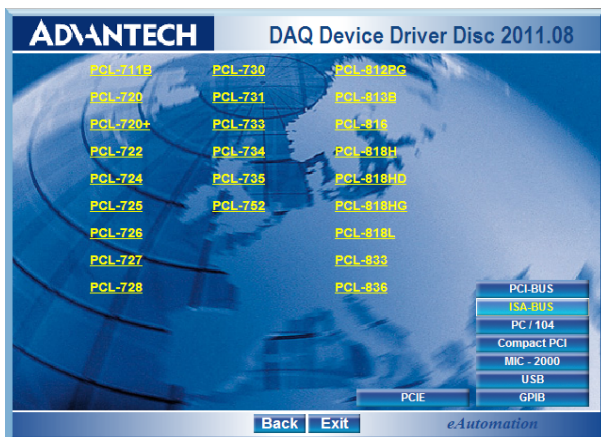 ADVANTECH DAQ Device Driver Disc 2011.08
PCL-711B PCL-730 PCL-812PG
PCL-720 PCL-731 PCL-813B
PCL-720+ PCL-733 PCL-816
PCL-722 PCL-734 PCL-818H
PCL-724 PCL-735 PCL-818HD
PCL-725 PCL-752 PCL-818HG
PCL-726 PCL-818L
PCL-727 PCL-833
PCL-728 PCL-836
PCI-BUS
ISA-BUS
PC / 104
Compact PCI
MIC - 2000
USB
PCIE GPIB
Back Exit eAutomation